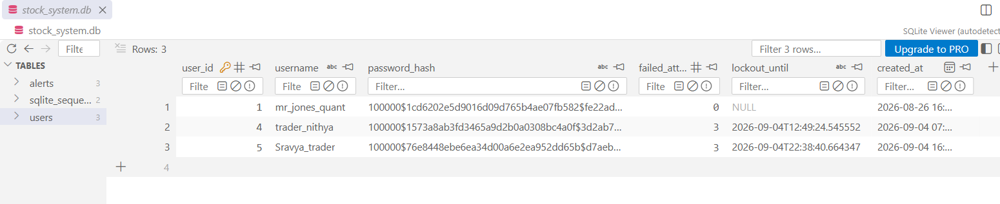 stock_system.db
stock_system.db
SQLite Viewer (autodetect
Filte
Rows: 3
Filter 3 rows...
Upgrade to PRO
TABLES
alerts 3
sqlite_seque... 2
users 3
user_id username abc password_hash abc failed_att... lockout_until abc created_at
Filte Filte Filter... Filte Filter... Filter...
1 1 mr_jones_quant 100000$1cd6202e5d9016d09d765b4ae07fb582$fe22ad... 0 NULL 2026-08-26 16:...
2 4 trader_nithya 100000$1573a8ab3fd3465a9d2b0a0308bc4a0f$3d2ab7... 3 2026-09-04T12:49:24.545552 2026-09-04 07:...
3 5 Sravya_trader 100000$76e8448ebe6ea34d00a6e2ea952dd65b$d7aeb... 3 2026-09-04T22:38:40.664347 2026-09-04 16:...
4